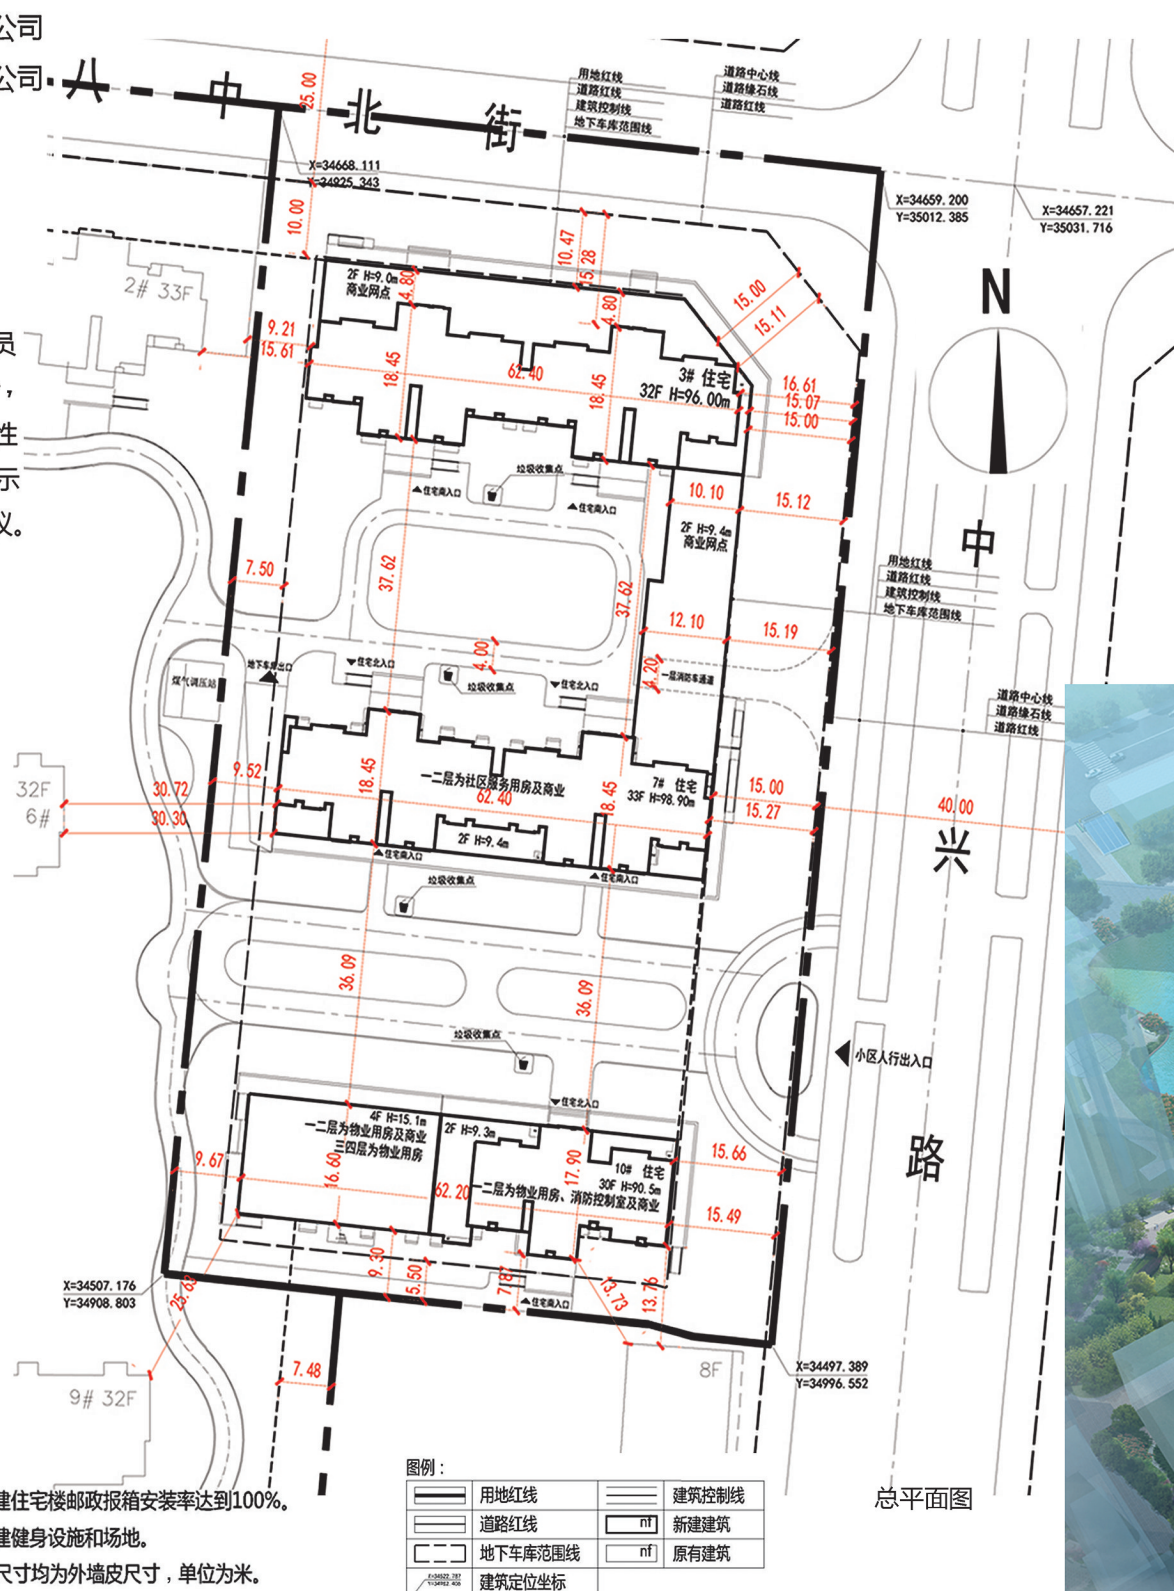 公司
公司
八 中 北 街
25.00
用地红线
道路红线
建筑控制线
地下车库范围线
道路中心线
道路缘石线
道路红线
X=34668.111
Y=34925.343
X=34659.200
Y=35012.385
X=34657.221
Y=35031.716
10.00
10.47
15.28
2# 33F
2F H=9.0m
商业网点
4.80
4.80
15.00
15.11
N
员
，
性
示
议。
9.21
15.61
18.45
62.40
18.45
3# 住宅
32F H=96.00m
16.61
15.07
15.00
垃圾收集点
住宅南入口
住宅南入口
10.10
15.12
2F H=9.4m
商业网点
中
用地红线
道路红线
建筑控制线
地下车库范围线
7.50
37.62
37.62
12.10
15.19
4.00
4.20
一层消防车通道
地下车库出口
住宅北入口
垃圾收集点
住宅北入口
煤气调压站
道路中心线
道路缘石线
道路红线
32F
6#
30.72
30.30
9.52
18.45
一二层为社区服务用房及商业
62.40
18.45
7# 住宅
33F H=98.90m
2F H=9.4m
15.00
15.27
40.00
兴
住宅南入口
住宅南入口
垃圾收集点
36.09
36.09
垃圾收集点
小区人行出入口
住宅北入口
4F H=15.1m
一二层为物业用房及商业
三四层为物业用房
2F H=9.3m
10# 住宅
30F H=90.5m
一二层为物业用房、消防控制室及商业
路
9.67
16.60
62.20
17.90
15.66
15.49
9.30
5.50
7.87
13.73
13.76
住宅南入口
25.63
X=34507.176
Y=34908.803
7.48
9# 32F
8F
X=34497.389
Y=34996.552
建住宅楼邮政报箱安装率达到100%。
建健身设施和场地。
尺寸均为外墙皮尺寸，单位为米。
图例：
用地红线
建筑控制线
道路红线
nf
新建建筑
地下车库范围线
nf
原有建筑
建筑定位坐标
总平面图